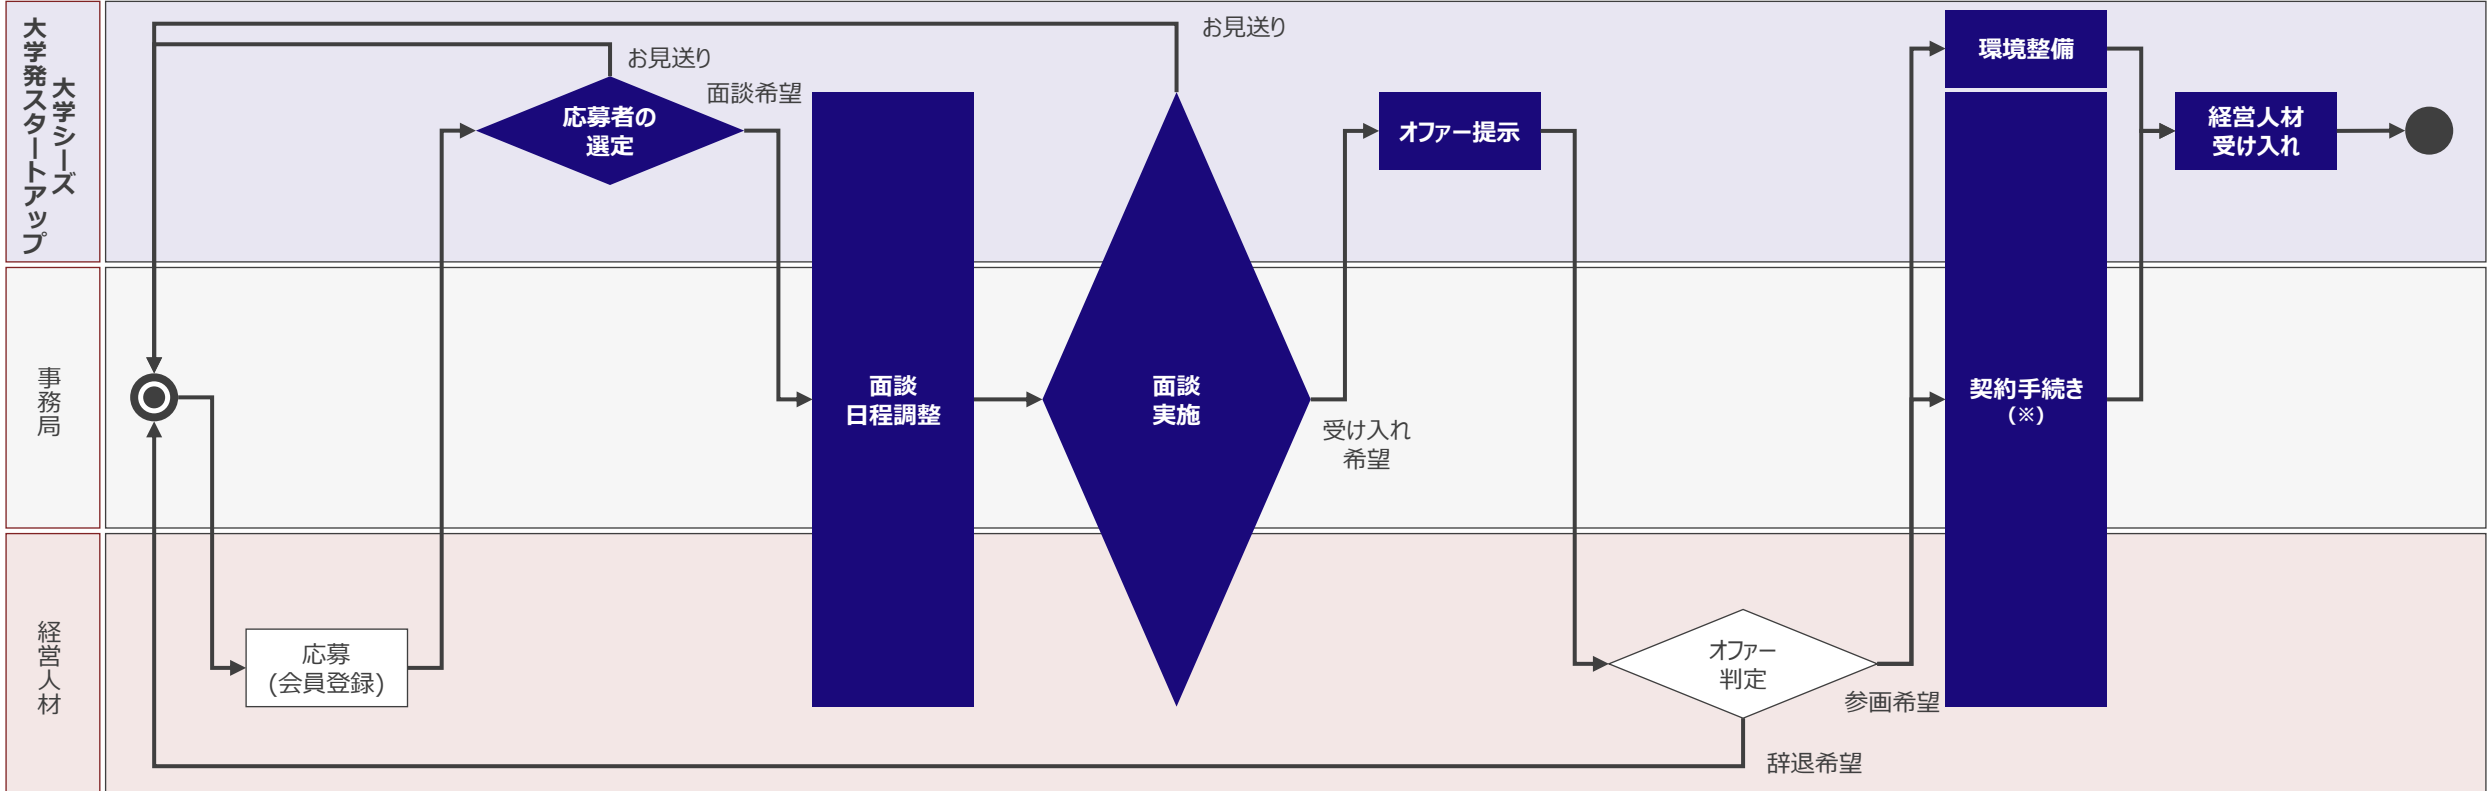 大学シーズ
大学発スタートアップ
お見送り
お見送り
面談希望
応募者の
選定
オファー提示
環境整備
経営人材
受け入れ
事務局
面談
日程調整
面談
実施
受け入れ
希望
契約手続き
(※)
経営人材
応募
(会員登録)
オファー
判定
参画希望
辞退希望